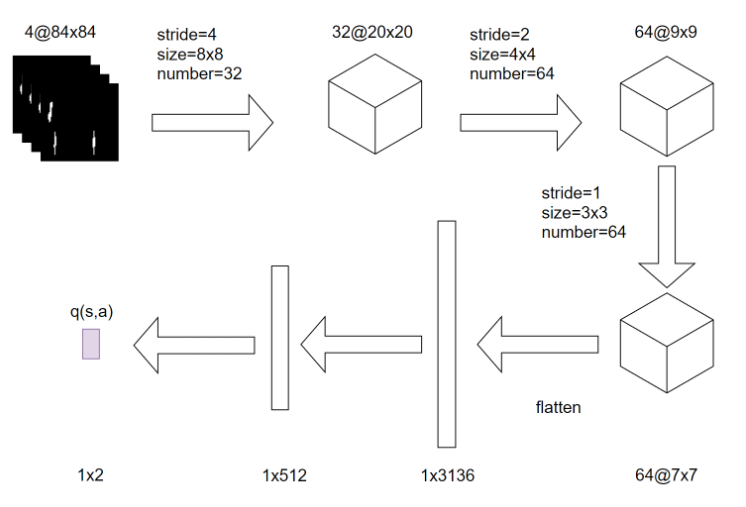 4@84x84
stride=4
size=8x8
number=32
32@20x20
stride=2
size=4x4
number=64
64@9x9
stride=1
size=3x3
number=64
q(s,a)
flatten
1x2
1x512
1x3136
64@7x7